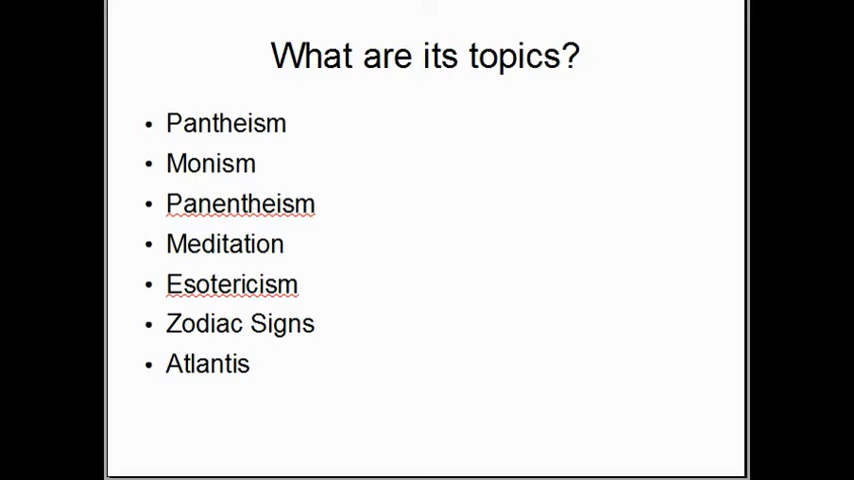 What are its topics?
• Pantheism
• Monism
• Panentheism
• Meditation
• Esotericism
• Zodiac Signs
• Atlantis